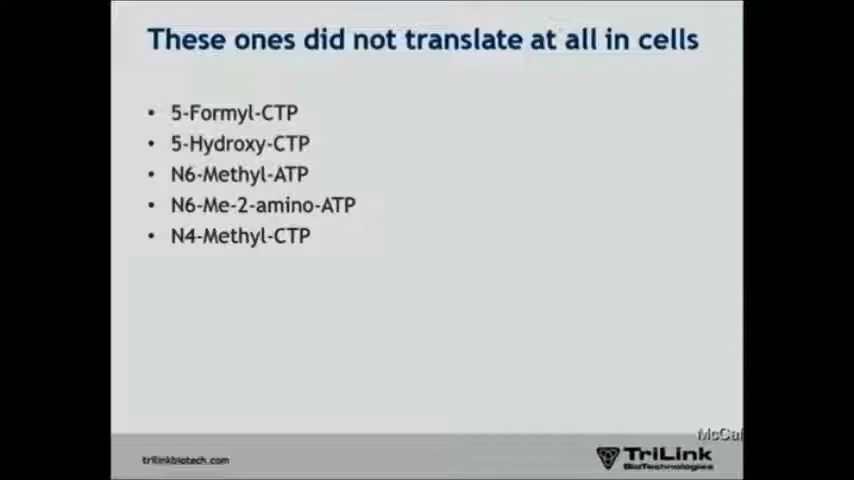 These ones did not translate at all in cells
• 5-Formyl-CTP
• 5-Hydroxy-CTP
• N6-Methyl-ATP
• N6-Me-2-amino-ATP
• N4-Methyl-CTP
McCaf
trilinkbiotech.com
TriLink
BioTechnologies